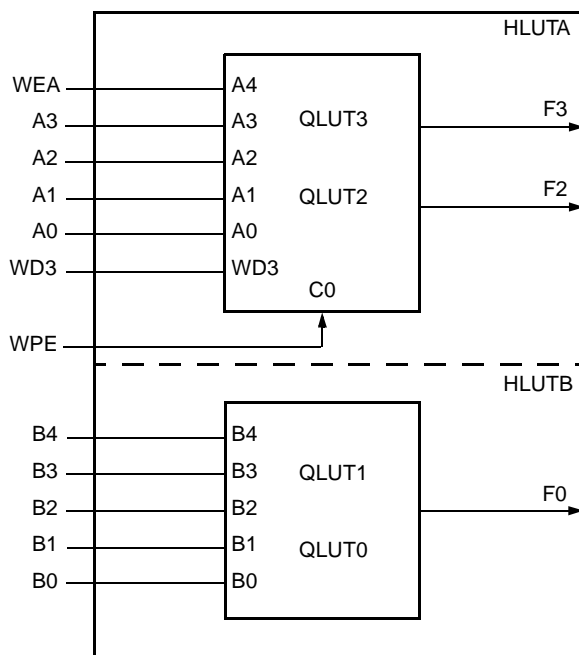 HLUTA
WEA A4
A3 A3 QLUT3 F3
A2 A2
A1 A1 QLUT2 F2
A0 A0
WD3 WD3
C0
WPE
HLUTB
B4 B4
B3 B3 QLUT1
B2 B2 F0
B1 B1 QLUT0
B0 B0